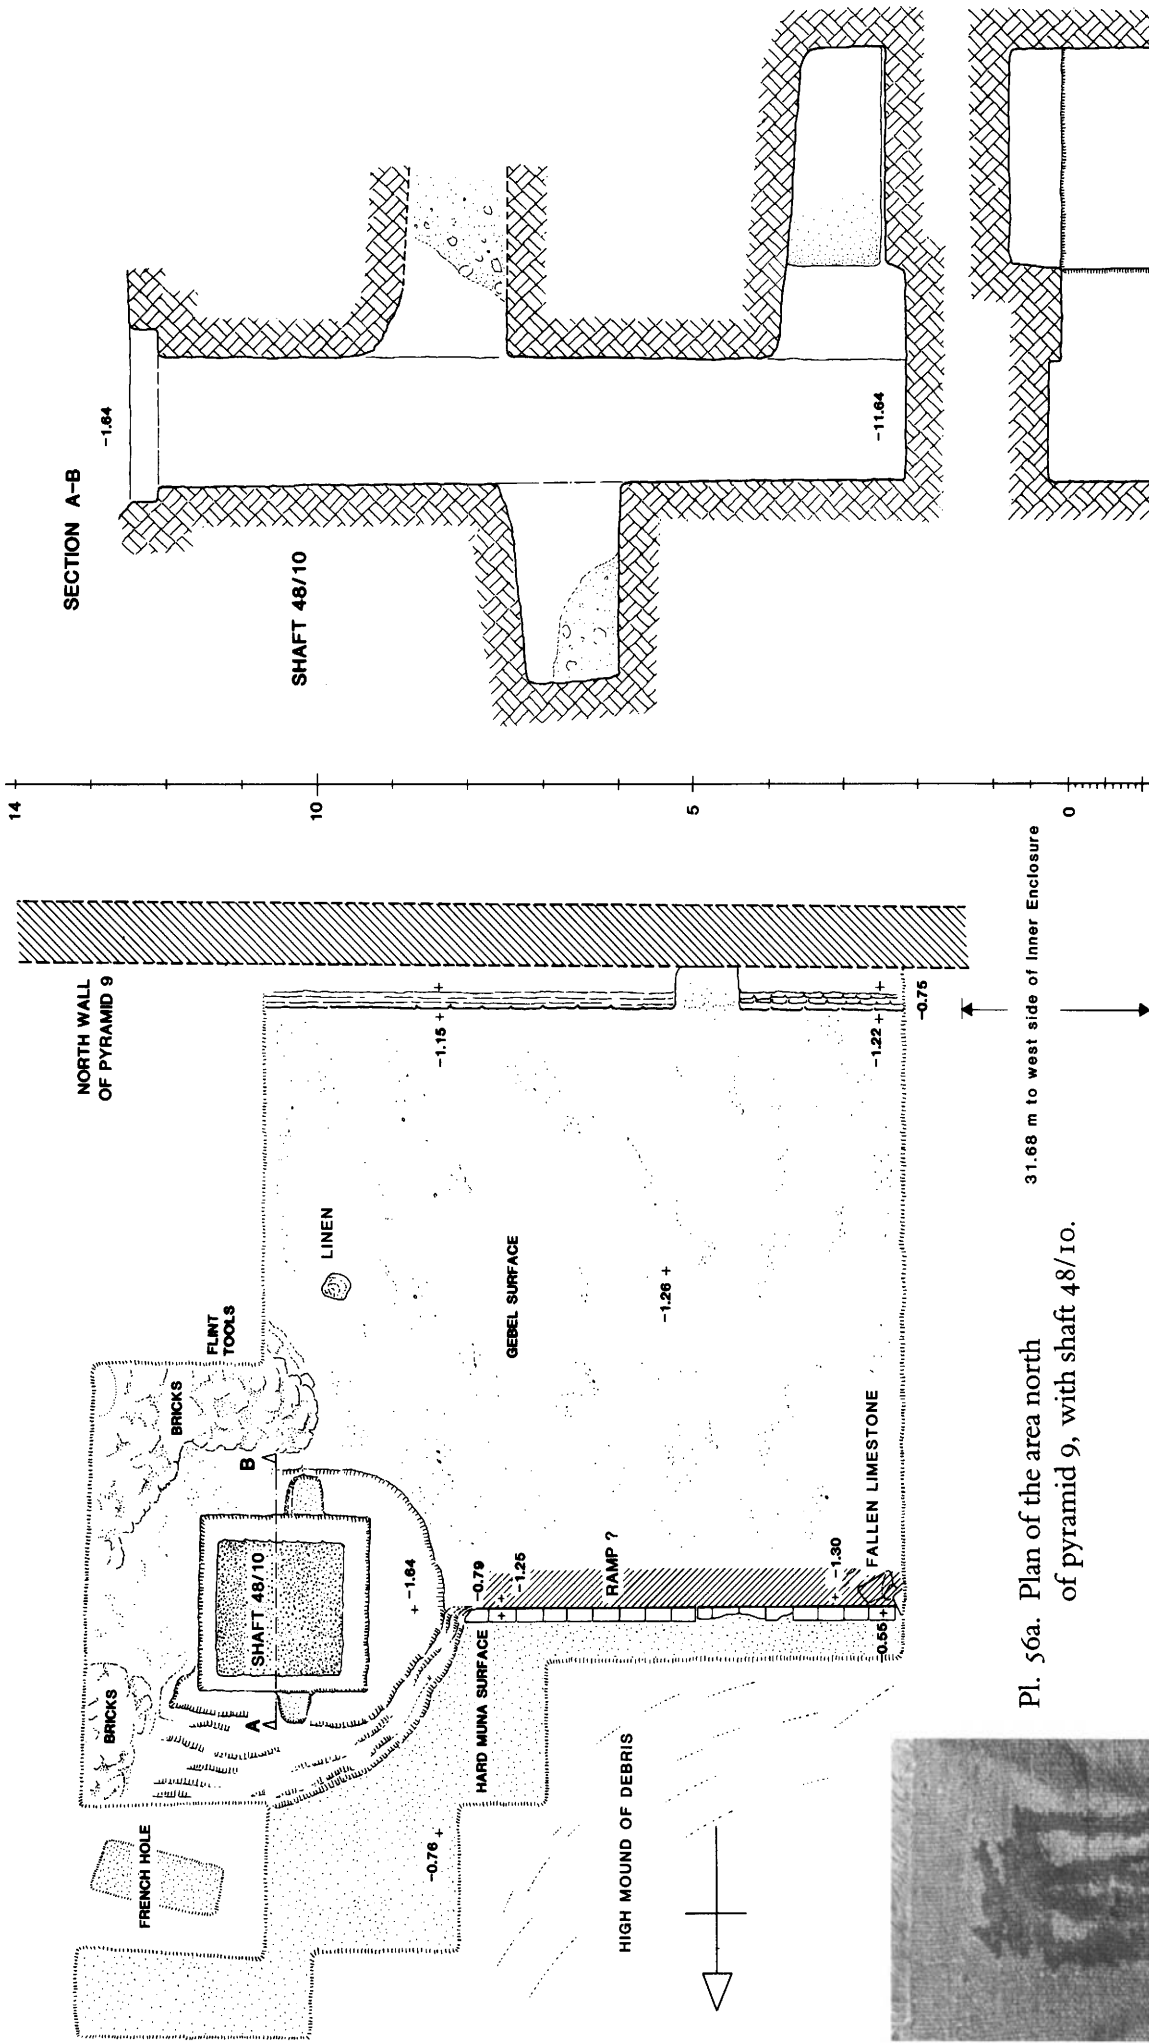 SECTION A-B
-1.64
SHAFT 48/10
-11.64
14
10
5
0
NORTH WALL
OF PYRAMID 9
-1.15
-1.22
-0.75
31.68 m to west side of Inner Enclosure
LINEN
FLINT
TOOLS
GEBEL SURFACE
-1.26
BRICKS
B
SHAFT 48/10
A
BRICKS
-1.64
-0.79
-1.25
RAMP ?
-1.30
FALLEN LIMESTONE
-0.55
HARD MUNA SURFACE
FRENCH HOLE
-0.76
HIGH MOUND OF DEBRIS
Pl. 56a. Plan of the area north
of pyramid 9, with shaft 48/10.